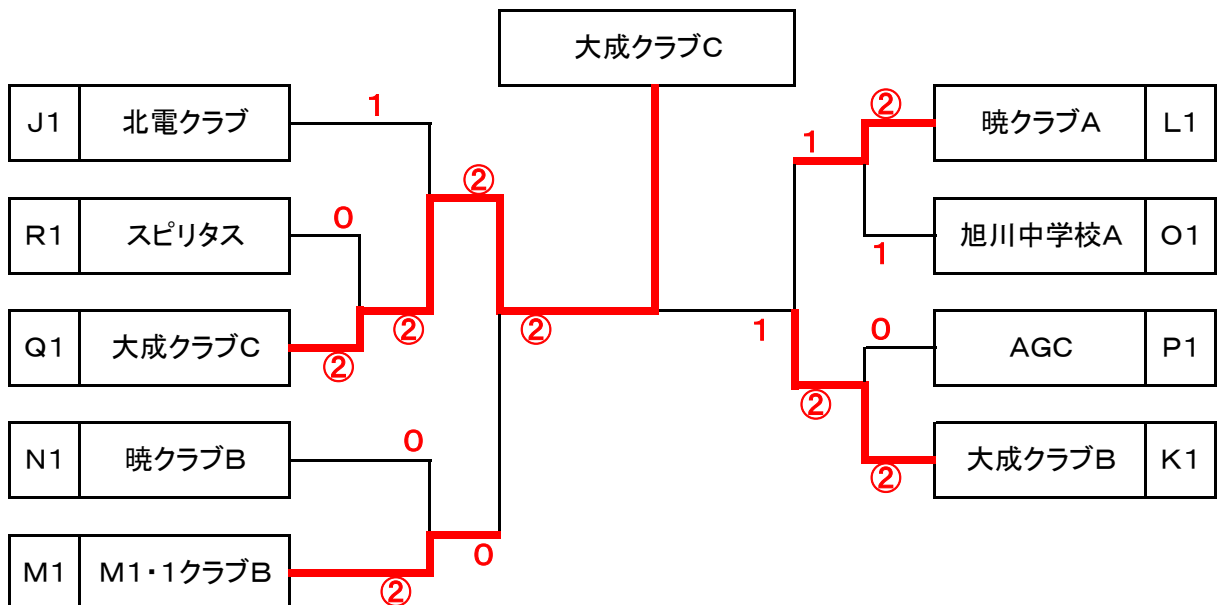 大成クラブC
J1 北電クラブ 1
② 暁クラブA L1
1
②
R1 スピリタス 0
旭川中学校A O1
1
Q1 大成クラブC ②
②
②
1
0 AGC P1
②
N1 暁クラブB 0
② 大成クラブB K1
M1 M1・1クラブB ②
0